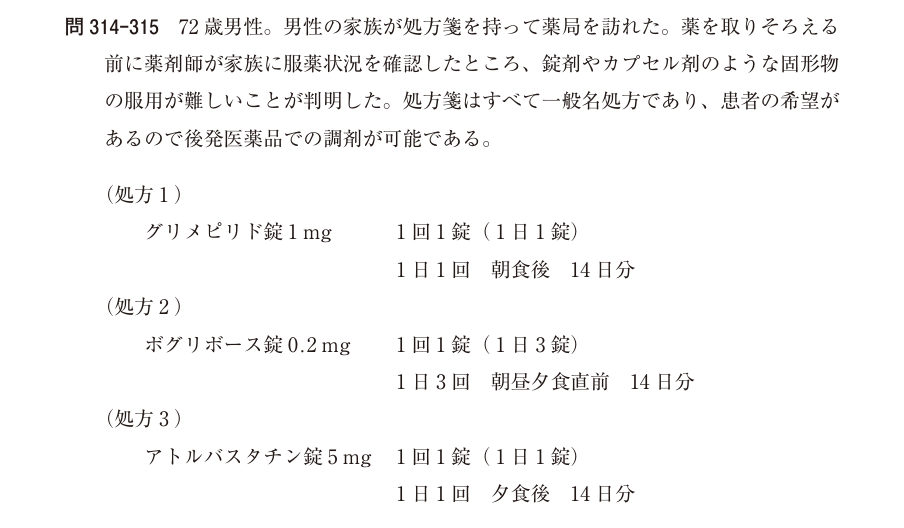 問 314−315　72 歳男性。男性の家族が処方箋を持って薬局を訪れた。薬を取りそろえる
前に薬剤師が家族に服薬状況を確認したところ、錠剤やカプセル剤のような固形物
の服用が難しいことが判明した。処方箋はすべて一般名処方であり、患者の希望が
あるので後発医薬品での調剤が可能である。
（処方１）
グリメピリド錠１mg　１回１錠（１日１錠）
１日１回　朝食後　14 日分
（処方２）
ボグリボース錠 0.2 mg　１回１錠（１日３錠）
１日３回　朝昼夕食直前　14 日分
（処方３）
アトルバスタチン錠５mg　１回１錠（１日１錠）
１日１回　夕食後　14 日分